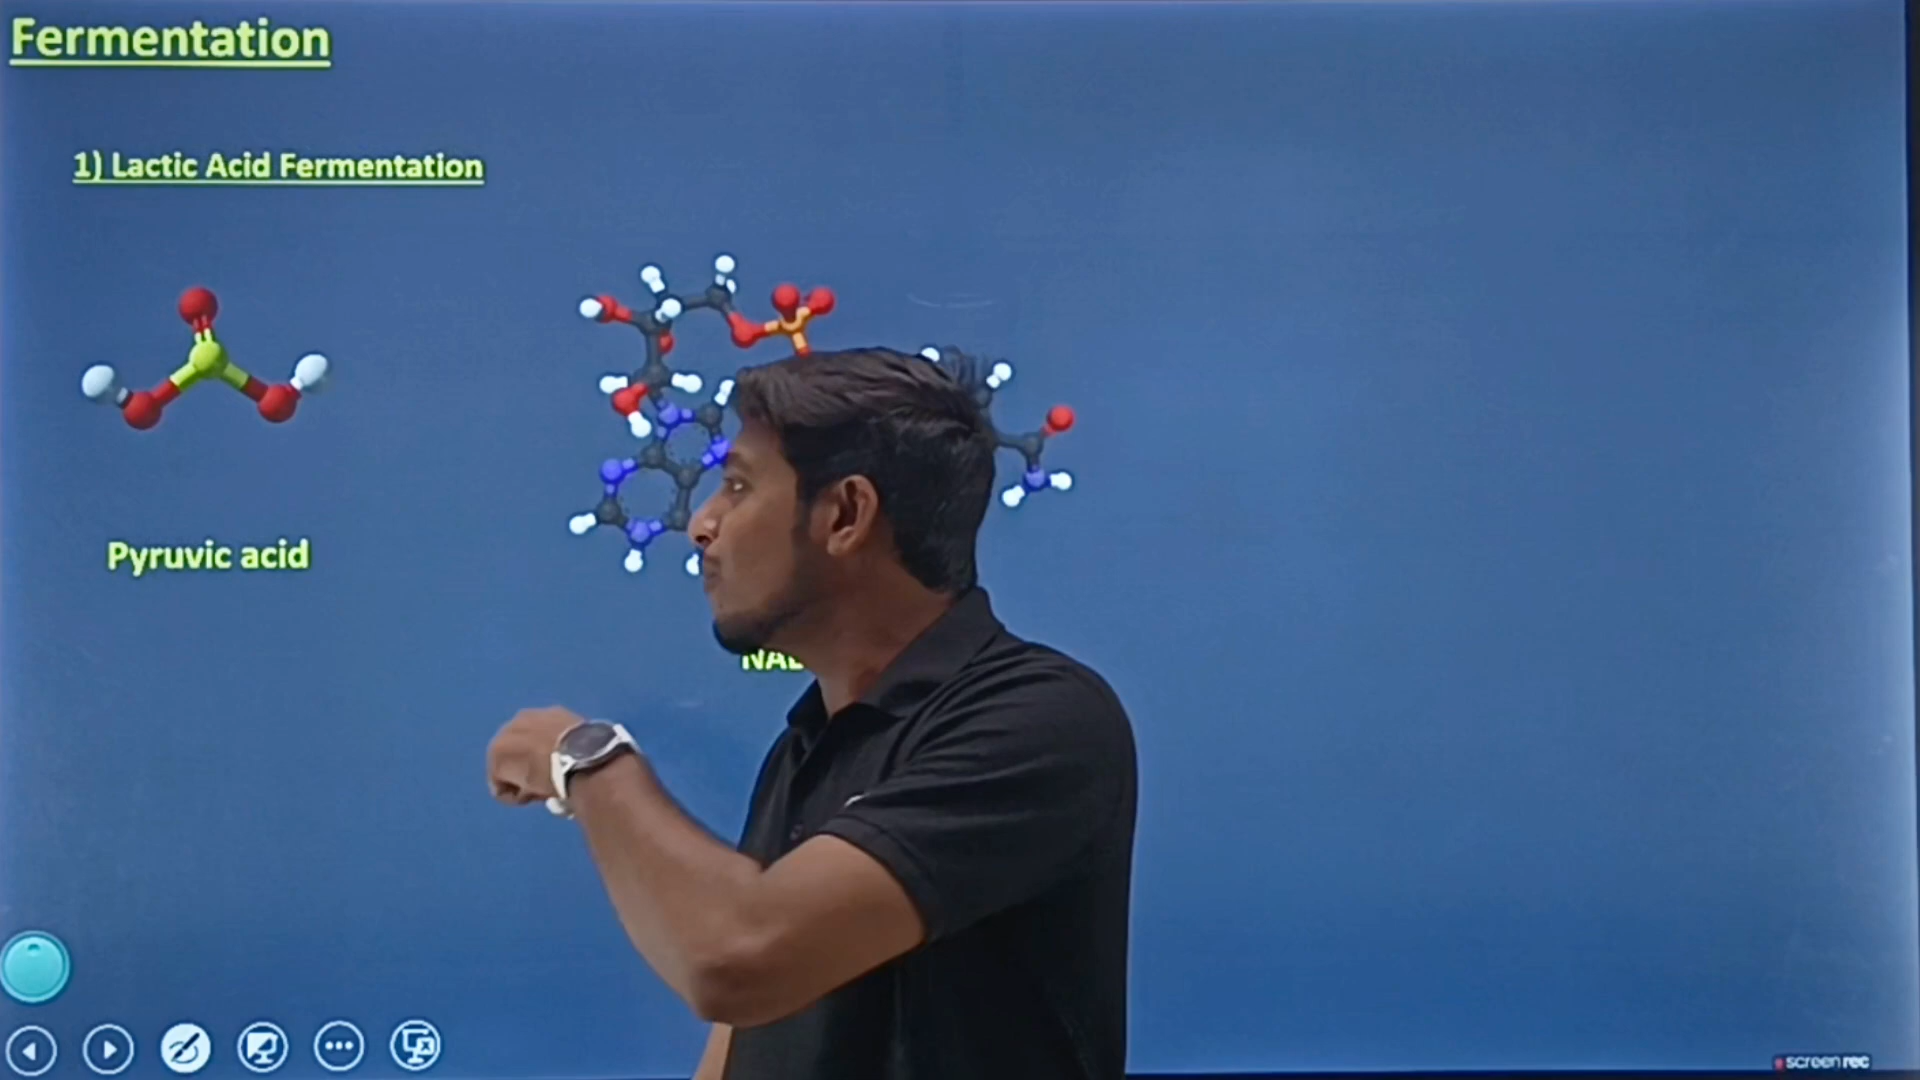 Fermentation
1) Lactic Acid Fermentation
Pyruvic acid
screenrec